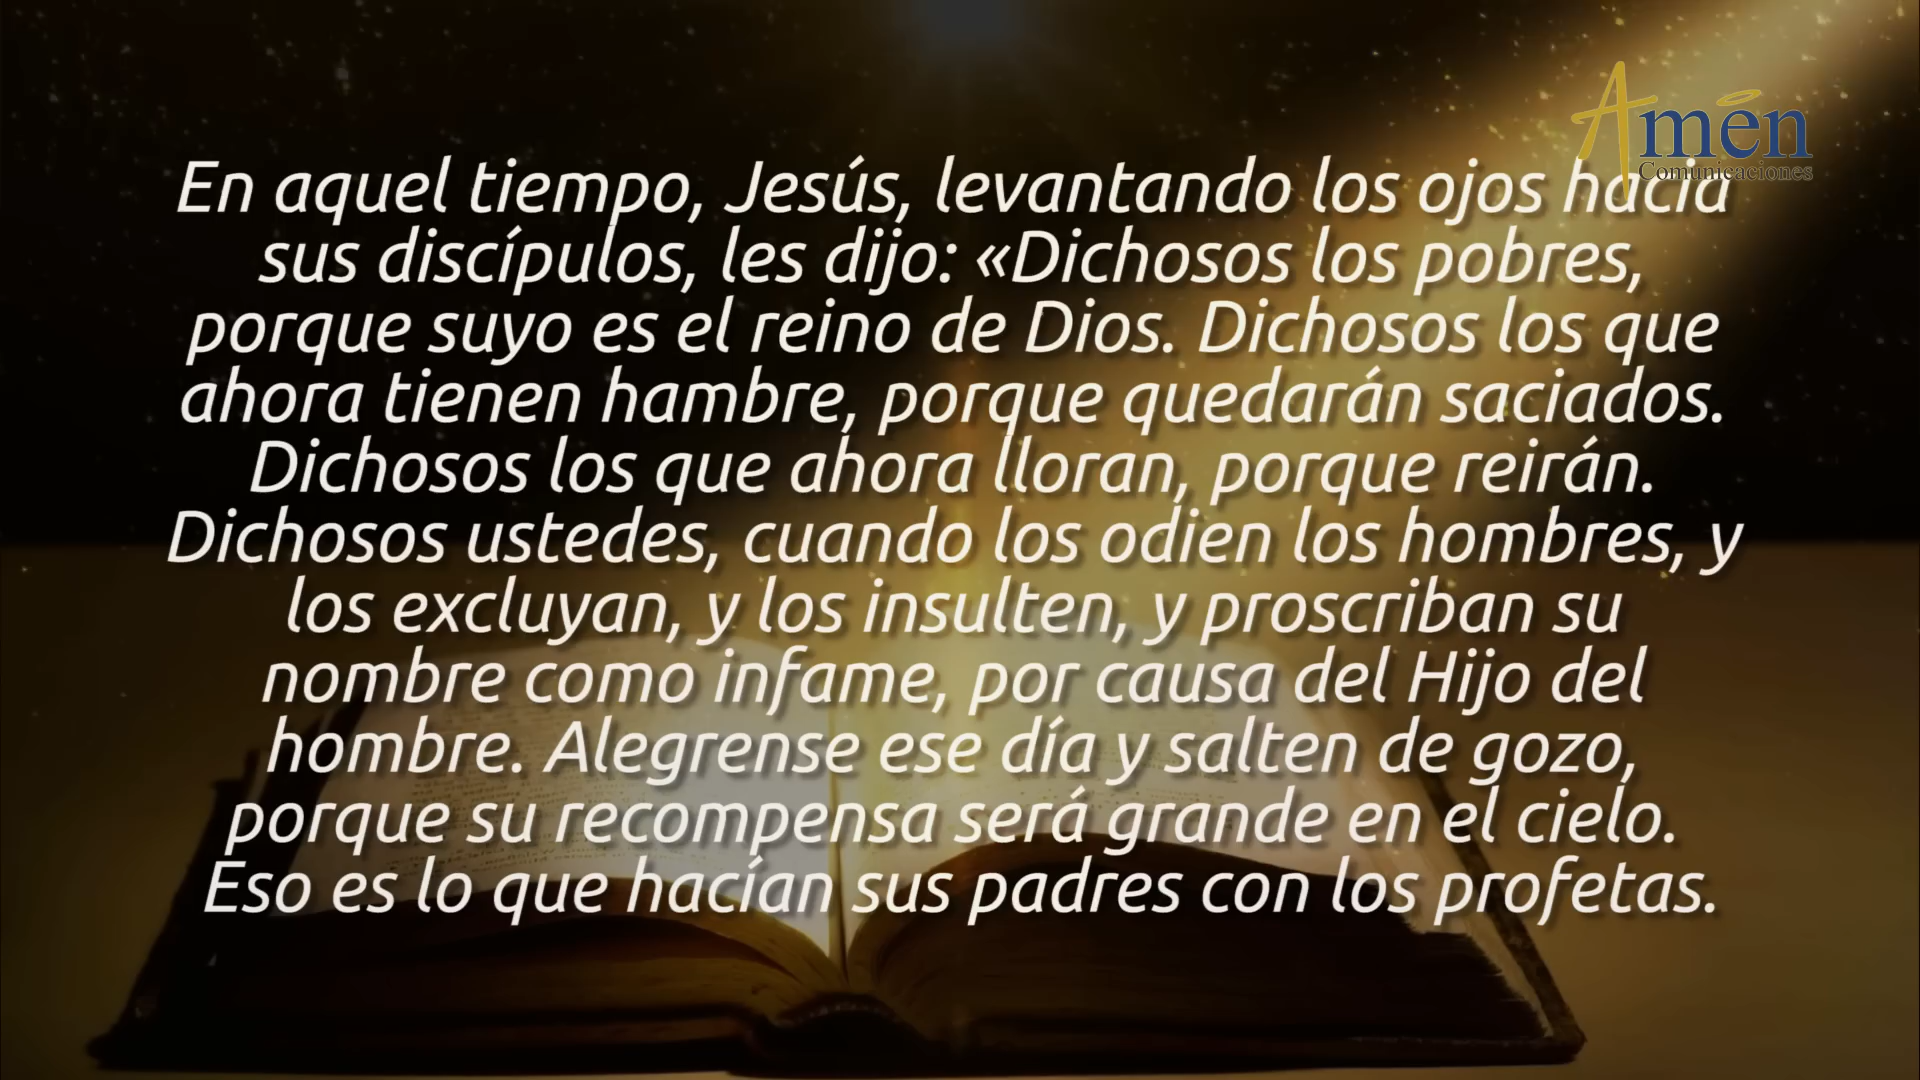 Amén
Comunicaciones
En aquel tiempo, Jesús, levantando los ojos hacia
sus discípulos, les dijo: «Dichosos los pobres,
porque suyo es el reino de Dios. Dichosos los que
ahora tienen hambre, porque quedarán saciados.
Dichosos los que ahora lloran, porque reirán.
Dichosos ustedes, cuando los odien los hombres, y
los excluyan, y los insulten, y proscriban su
nombre como infame, por causa del Hijo del
hombre. Alegrense ese día y salten de gozo,
porque su recompensa será grande en el cielo.
Eso es lo que hacían sus padres con los profetas.